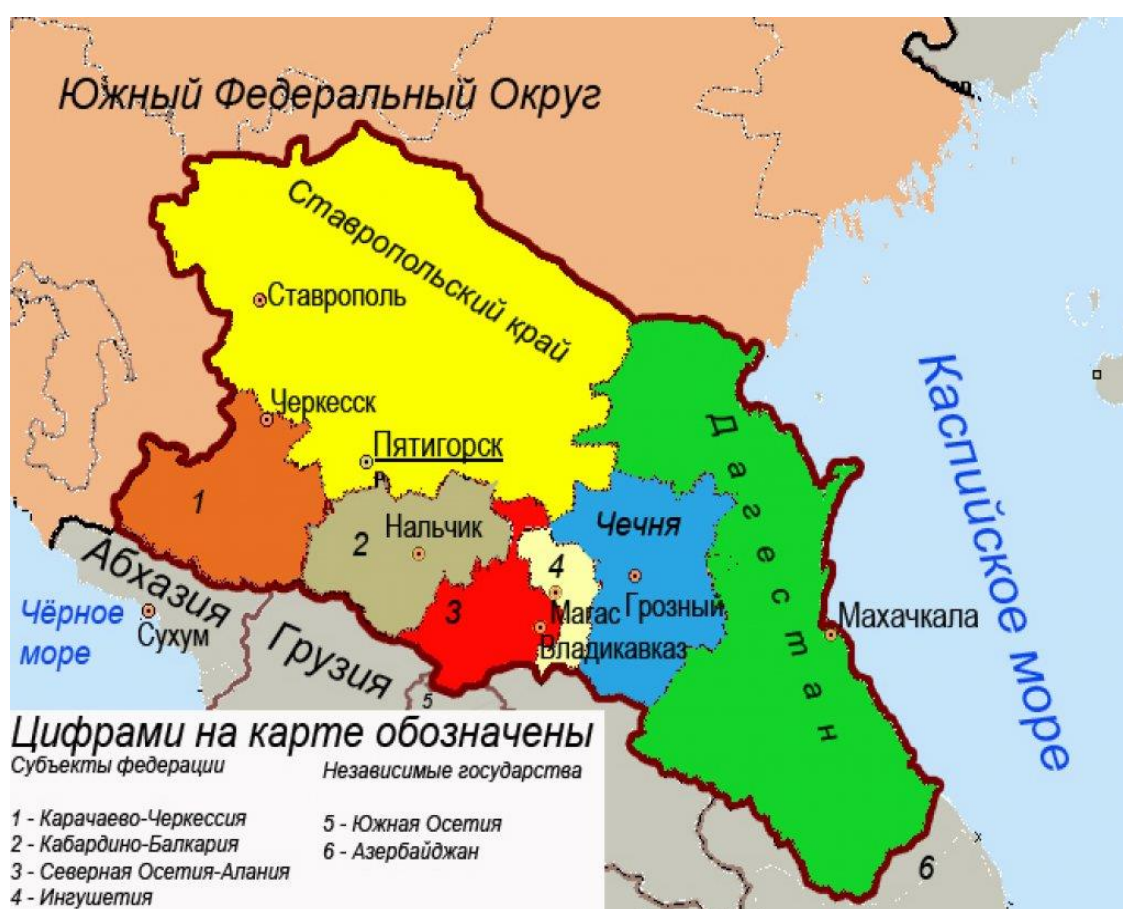 Южный Федеральный Округ
Ставропольский край
Ставрополь
Черкесск
Пятигорск
Каспийское море
Дагестан
1
2
Нальчик
Чечня
4
3
Магас
Грозный
Владикавказ
Махачкала
Абхазия
Чёрное
море
Сухум
Грузия
5
6
Цифрами на карте обозначены
Субъекты федерации
Независимые государства
1 - Карачаево-Черкессия
2 - Кабардино-Балкария
3 - Северная Осетия-Алания
4 - Ингушетия
5 - Южная Осетия
6 - Азербайджан